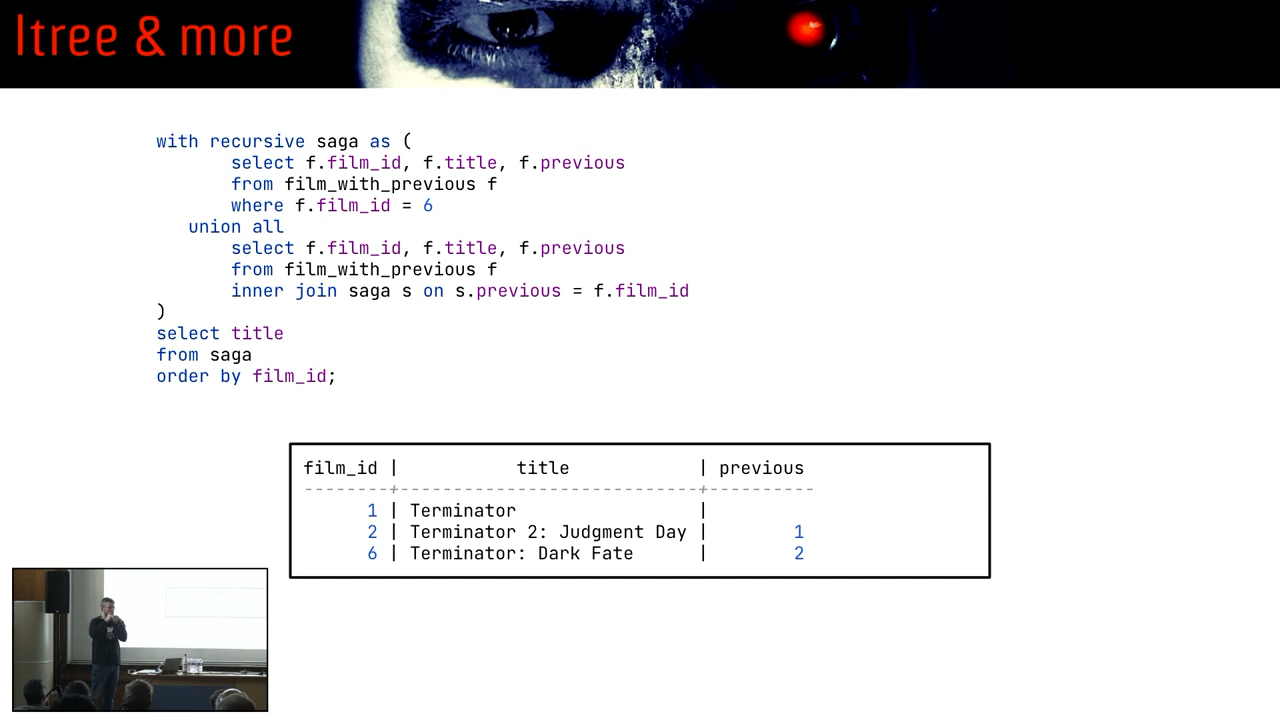 ltree & more
with recursive saga as (
select f.film_id, f.title, f.previous
from film_with_previous f
where f.film_id = 6
union all
select f.film_id, f.title, f.previous
from film_with_previous f
inner join saga s on s.previous = f.film_id
)
select title
from saga
order by film_id;
film_id | title | previous
--------+-----------------------------+----------
1 | Terminator |
2 | Terminator 2: Judgment Day | 1
6 | Terminator: Dark Fate | 2